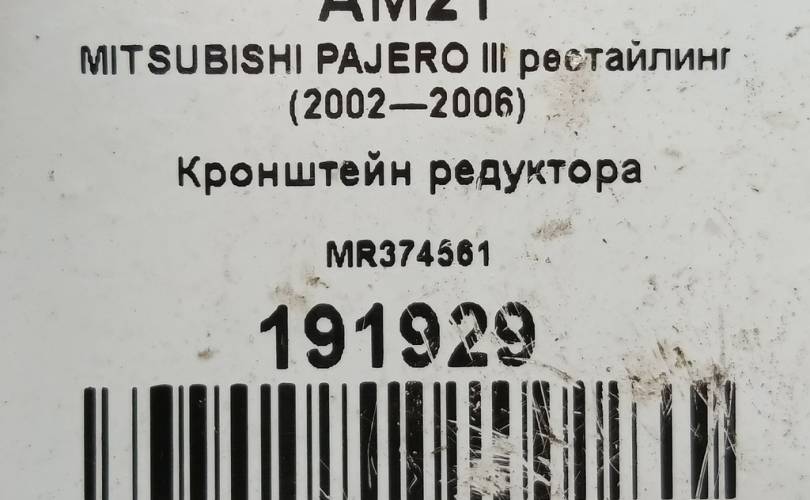 AM21
MITSUBISHI PAJERO III рестайлинг
(2002—2006)
Кронштейн редуктора
MR374561
191929